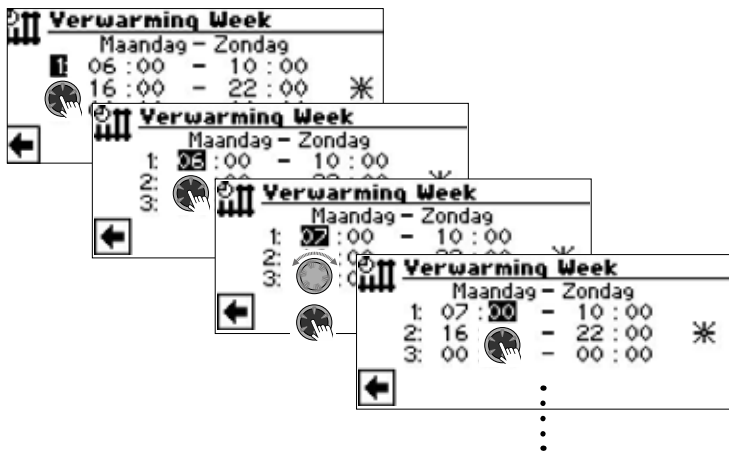 Verwarming Week
Maandag - Zondag
1: 06 : 00 - 10 : 00
16 : 00 - 22 : 00
Verwarming Week
Maandag - Zondag
1: 06 : 00 - 10 : 00
2:
3:
Verwarming Week
Maandag - Zondag
1: 07 : 00 - 10 : 00
2:
3:
Verwarming Week
Maandag - Zondag
1: 07 : 00 - 10 : 00
2: 16 - 22 : 00
3: 00 - 00 : 00